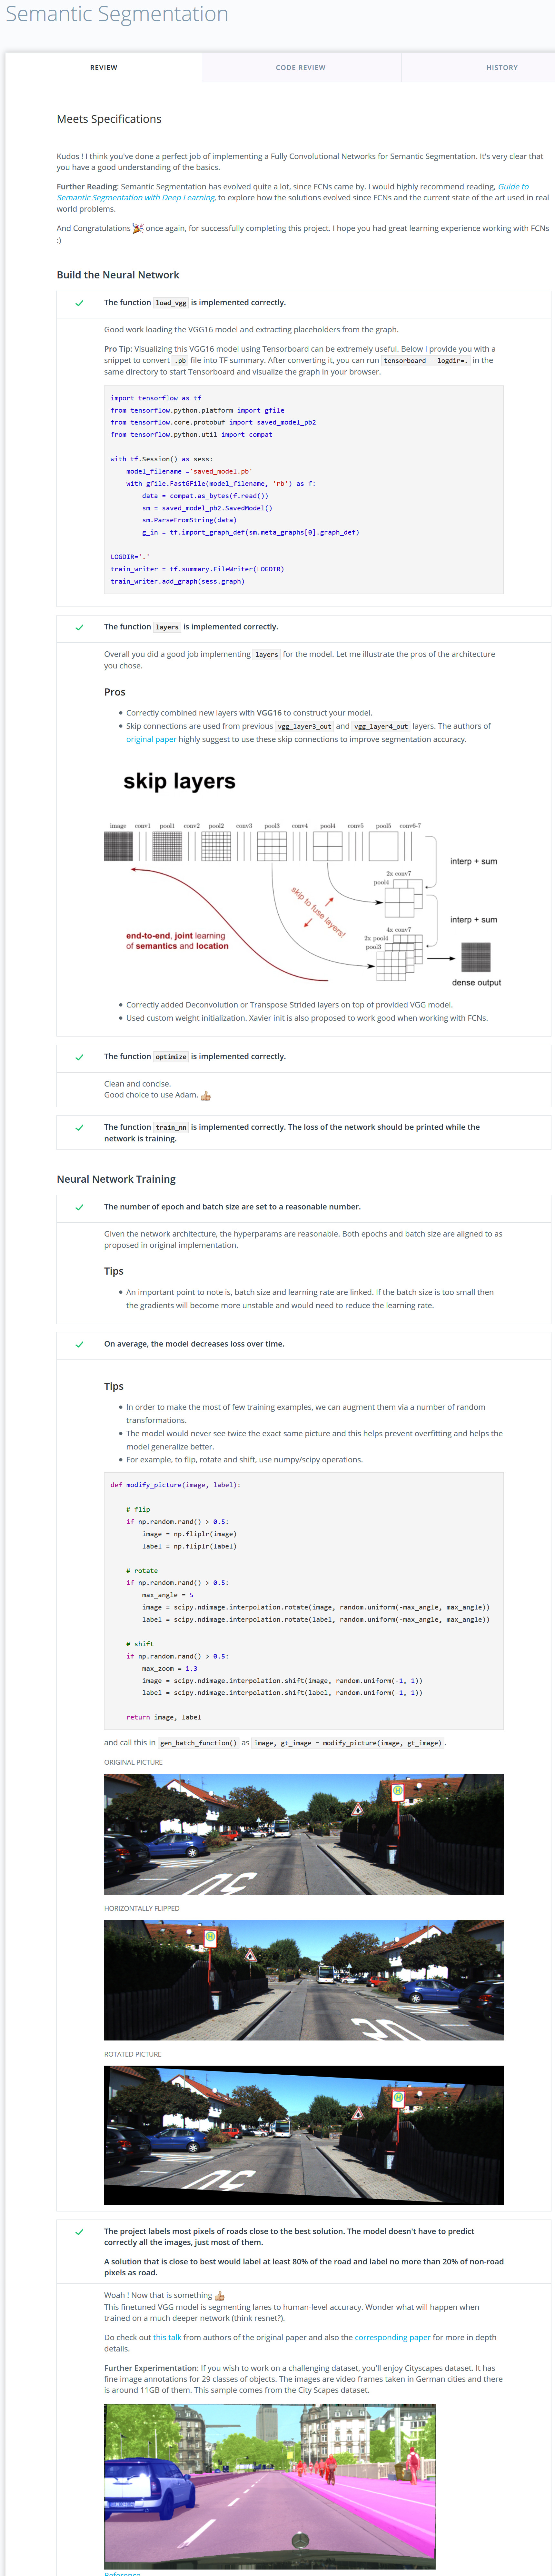 Semantic Segmentation
REVIEW
CODE REVIEW
HISTORY
Meets Specifications
Kudos ! I think you've done a perfect job of implementing a Fully Convolutional Networks for Semantic Segmentation. It's very clear that
you have a good understanding of the basics.
Further Reading: Semantic Segmentation has evolved quite a lot, since FCNs came by. I would highly recommend reading, Guide to
Semantic Segmentation with Deep Learning, to explore how the solutions evolved since FCNs and the current state of the art used in real
world problems.
And Congratulations 🎉 once again, for successfully completing this project. I hope you had great learning experience working with FCNs
:)
Build the Neural Network
The function load_vgg is implemented correctly.
Good work loading the VGG16 model and extracting placeholders from the graph.
Pro Tip: Visualizing this VGG16 model using Tensorboard can be extremely useful. Below I provide you with a
snippet to convert .pb file into TF summary. After converting it, you can run tensorboard --logdir=. in the
same directory to start Tensorboard and visualize the graph in your browser.
import tensorflow as tf
from tensorflow.python.platform import gfile
from tensorflow.core.protobuf import saved_model_pb2
from tensorflow.python.util import compat
with tf.Session() as sess:
    model_filename ='saved_model.pb'
    with gfile.FastGFile(model_filename, 'rb') as f:
        data = compat.as_bytes(f.read())
        sm = saved_model_pb2.SavedModel()
        sm.ParseFromString(data)
        g_in = tf.import_graph_def(sm.meta_graphs[0].graph_def)
LOGDIR='.'
train_writer = tf.summary.FileWriter(LOGDIR)
train_writer.add_graph(sess.graph)
The function layers is implemented correctly.
Overall you did a good job implementing layers for the model. Let me illustrate the pros of the architecture
you chose.
Pros
• Correctly combined new layers with VGG16 to construct your model.
• Skip connections are used from previous vgg_layer3_out and vgg_layer4_out layers. The authors of
original paper highly suggest to use these skip connections to improve segmentation accuracy.
skip layers
image conv1 pool1 conv2 pool2 conv3 pool3 conv4 pool4 conv5 pool5 conv6-7
interp + sum
2x conv7
pool4
skip to fuse layers!
interp + sum
end-to-end, joint learning
of semantics and location
4x conv7
2x pool4
pool3
dense output
• Correctly added Deconvolution or Transpose Strided layers on top of provided VGG model.
• Used custom weight initialization. Xavier init is also proposed to work good when working with FCNs.
The function optimize is implemented correctly.
Clean and concise.
Good choice to use Adam. 👍
The function train_nn is implemented correctly. The loss of the network should be printed while the
network is training.
Neural Network Training
The number of epoch and batch size are set to a reasonable number.
Given the network architecture, the hyperparams are reasonable. Both epochs and batch size are aligned to as
proposed in original implementation.
Tips
• An important point to note is, batch size and learning rate are linked. If the batch size is too small then
the gradients will become more unstable and would need to reduce the learning rate.
On average, the model decreases loss over time.
Tips
• In order to make the most of few training examples, we can augment them via a number of random
transformations.
• The model would never see twice the exact same picture and this helps prevent overfitting and helps the
model generalize better.
• For example, to flip, rotate and shift, use numpy/scipy operations.
def modify_picture(image, label):
    # flip
    if np.random.rand() > 0.5:
        image = np.fliplr(image)
        label = np.fliplr(label)
    # rotate
    if np.random.rand() > 0.5:
        max_angle = 5
        image = scipy.ndimage.interpolation.rotate(image, random.uniform(-max_angle, max_angle))
        label = scipy.ndimage.interpolation.rotate(label, random.uniform(-max_angle, max_angle))
    # shift
    if np.random.rand() > 0.5:
        max_zoom = 1.3
        image = scipy.ndimage.interpolation.shift(image, random.uniform(-1, 1))
        label = scipy.ndimage.interpolation.shift(label, random.uniform(-1, 1))
    return image, label
and call this in gen_batch_function() as image, gt_image = modify_picture(image, gt_image).
ORIGINAL PICTURE
HORIZONTALLY FLIPPED
ROTATED PICTURE
The project labels most pixels of roads close to the best solution. The model doesn't have to predict
correctly all the images, just most of them.
A solution that is close to best would label at least 80% of the road and label no more than 20% of non-road
pixels as road.
Woah ! Now that is something 👍
This finetuned VGG model is segmenting lanes to human-level accuracy. Wonder what will happen when
trained on a much deeper network (think resnet?).
Do check out this talk from authors of the original paper and also the corresponding paper for more in depth
details.
Further Experimentation: If you wish to work on a challenging dataset, you'll enjoy Cityscapes dataset. It has
fine image annotations for 29 classes of objects. The images are video frames taken in German cities and there
is around 11GB of them. This sample comes from the City Scapes dataset.
Reference